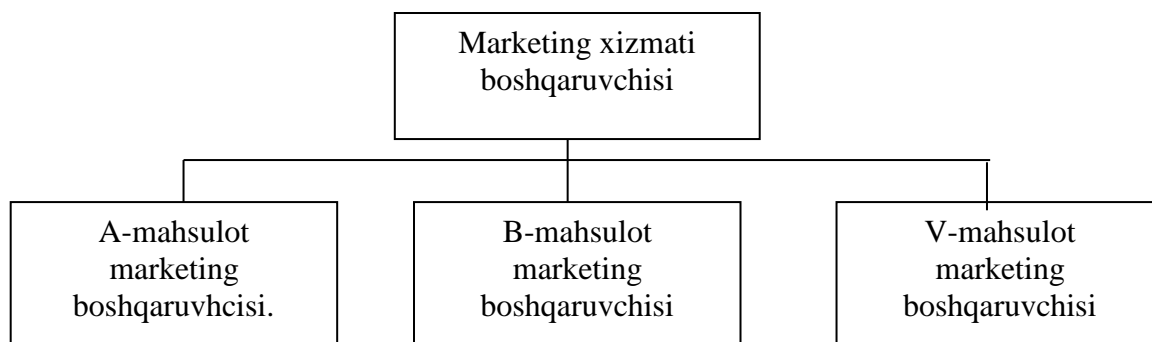 Marketing xizmati
boshqaruvchisi
A-mahsulot
marketing
boshqaruvhcisi.
B-mahsulot
marketing
boshqaruvchisi
V-mahsulot
marketing
boshqaruvchisi